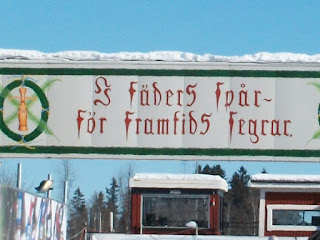 I fäders spår-
för framtids segrar.